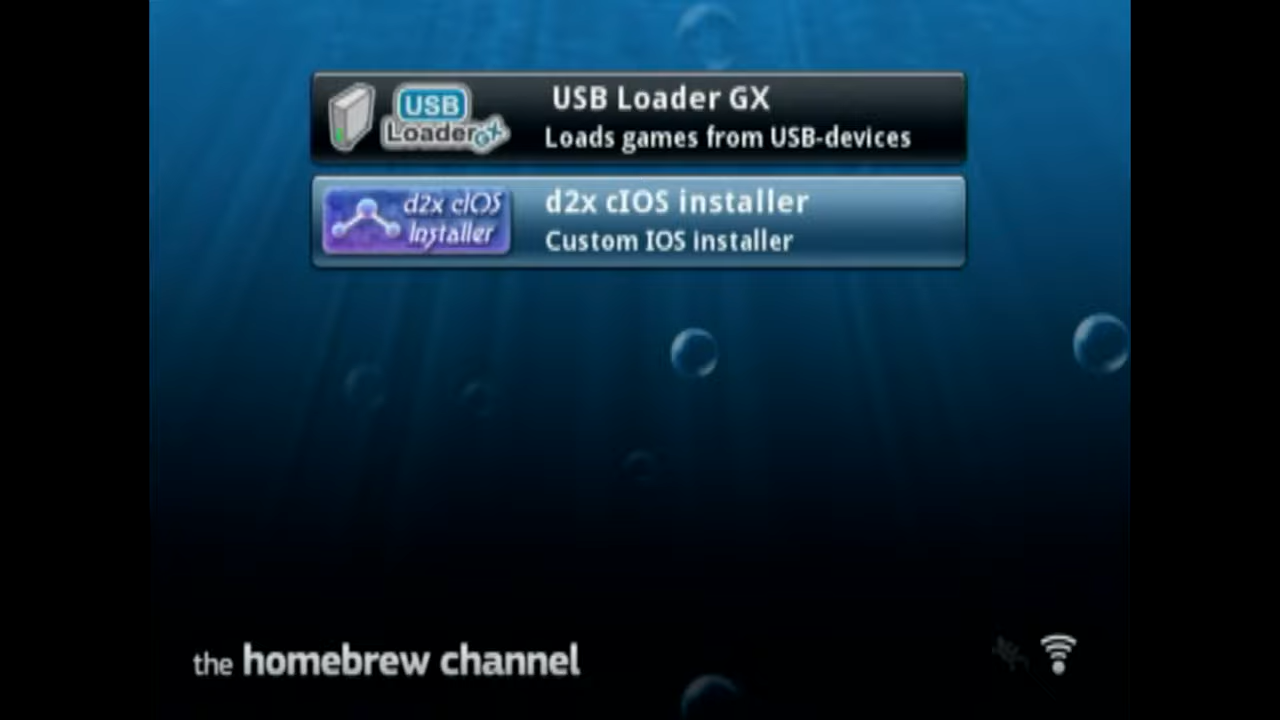 USB
Loader GX
USB Loader GX
Loads games from USB-devices
d2x cIOS
Installer
d2x cIOS installer
Custom IOS installer
the homebrew channel